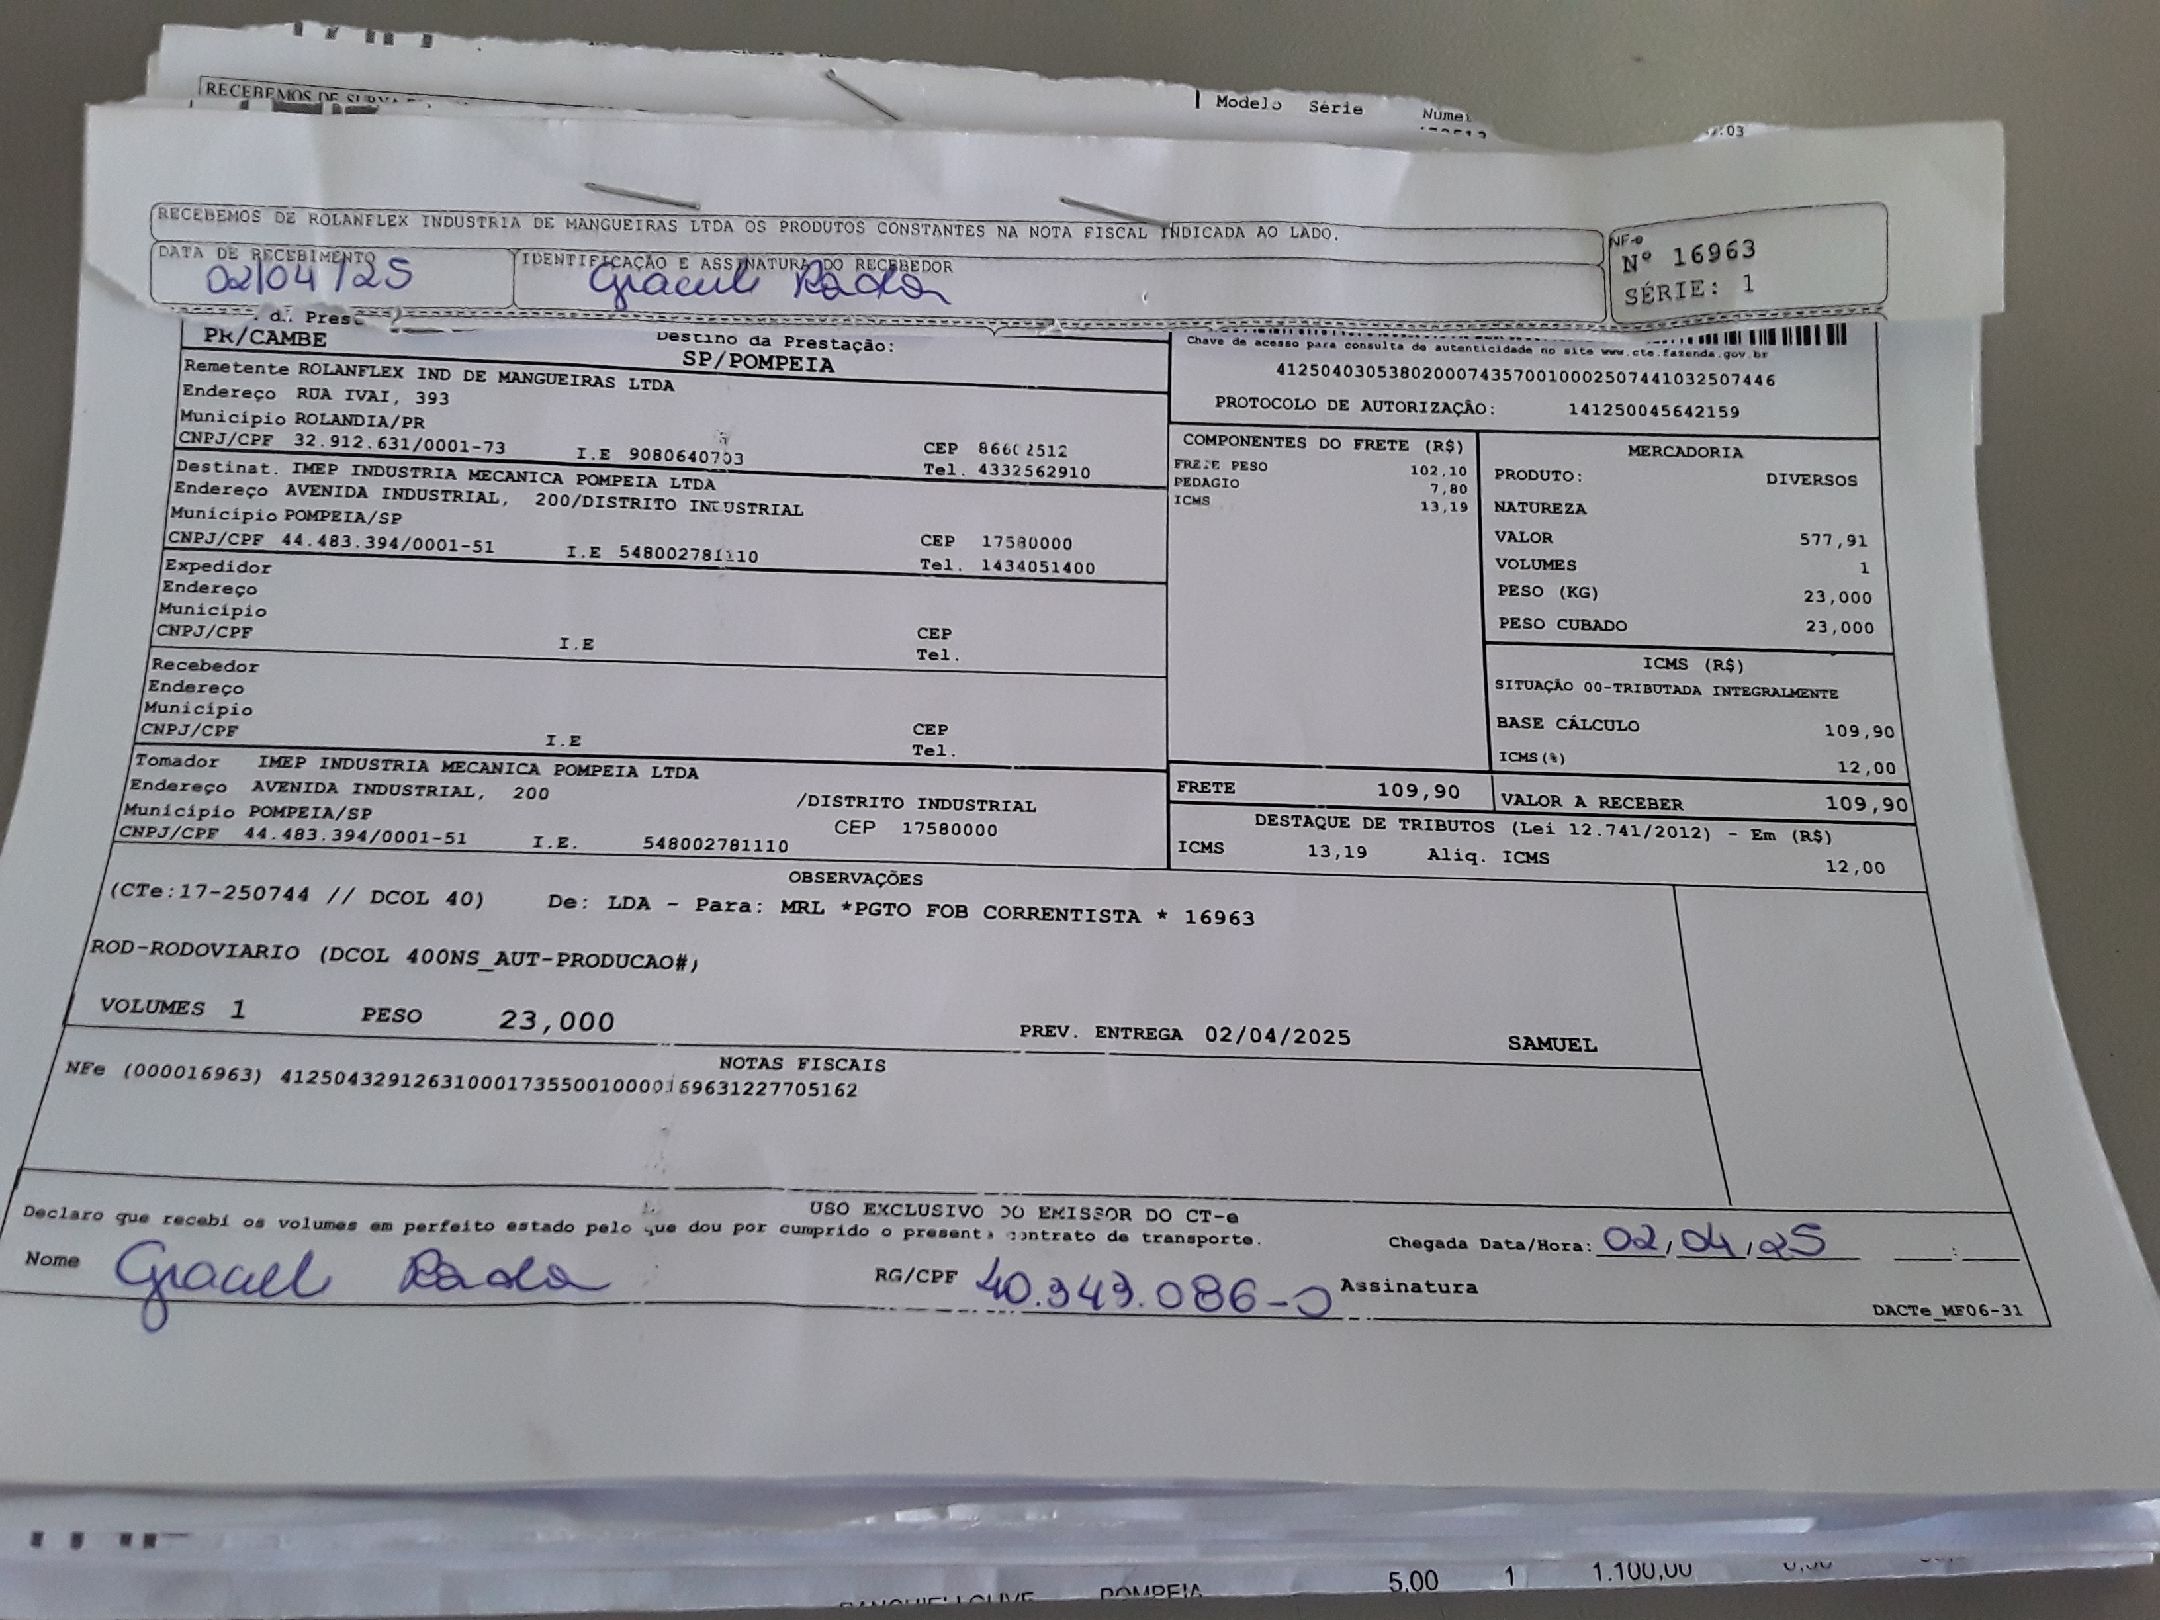 Modelo Série
RECEBEMOS DE
RECEBEMOS DE ROLANFLEX INDUSTRIA DE MANGUEIRAS LTDA OS PRODUTOS CONSTANTES NA NOTA FISCAL INDICADA AO LADO.
NF-e
Nº 16963
SÉRIE: 1
DATA DE RECEBIMENTO
02/04/25
IDENTIFICAÇÃO E ASSINATURA DO RECEBEDOR
PR/CAMBE
Destino da Prestação:
SP/POMPEIA
Chave de acesso para consulta de autenticidade no site www.cte.fazenda.gov.br
41250403053802000743570010002507441032507446
PROTOCOLO DE AUTORIZAÇÃO: 141250045642159
Remetente ROLANFLEX IND DE MANGUEIRAS LTDA
Endereço RUA IVAI, 393
Município ROLANDIA/PR
CNPJ/CPF 32.912.631/0001-73 I.E 9080640703 CEP
Tel. 4332562910
Destinat. IMEP INDUSTRIA MECANICA POMPEIA LTDA
Endereço AVENIDA INDUSTRIAL, 200/DISTRITO INDUSTRIAL
Município POMPEIA/SP
CNPJ/CPF 44.483.394/0001-51 I.E 548002781110 CEP 17580000
Tel. 1434051400
Expedidor
Endereço
Município
CNPJ/CPF I.E CEP
Tel.
Recebedor
Endereço
Município
CNPJ/CPF I.E CEP
Tel.
Tomador IMEP INDUSTRIA MECANICA POMPEIA LTDA
Endereço AVENIDA INDUSTRIAL, 200 /DISTRITO INDUSTRIAL
Município POMPEIA/SP CEP 17580000
CNPJ/CPF 44.483.394/0001-51 I.E. 548002781110
COMPONENTES DO FRETE (R$)
FRETE PESO 102,10
PEDAGIO 7,80
ICMS 13,19
MERCADORIA
PRODUTO: DIVERSOS
NATUREZA
VALOR 577,91
VOLUMES 1
PESO (KG) 23,000
PESO CUBADO 23,000
ICMS (R$)
SITUAÇÃO 00-TRIBUTADA INTEGRALMENTE
BASE CÁLCULO 109,90
ICMS(%) 12,00
FRETE 109,90 VALOR A RECEBER 109,90
DESTAQUE DE TRIBUTOS (Lei 12.741/2012) - Em (R$)
ICMS 13,19 Aliq. ICMS 12,00
OBSERVAÇÕES
(CTe:17-250744 // DCOL 40) De: LDA - Para: MRL *PGTO FOB CORRENTISTA * 16963
ROD-RODOVIARIO (DCOL 400NS_AUT-PRODUCAO#)
VOLUMES 1 PESO 23,000 PREV. ENTREGA 02/04/2025 SAMUEL
NOTAS FISCAIS
NFe (000016963) 41250432912631000173550010000169631227705162
USO EXCLUSIVO DO EMISSOR DO CT-e
Declaro que recebi os volumes em perfeito estado pelo que dou por cumprido o presente contrato de transporte.
Chegada Data/Hora: 02/04/25 :
Nome
RG/CPF 40.343.086-0 Assinatura
DACTe_MF06-31
POMPEIA 5,00 1 1.100,00